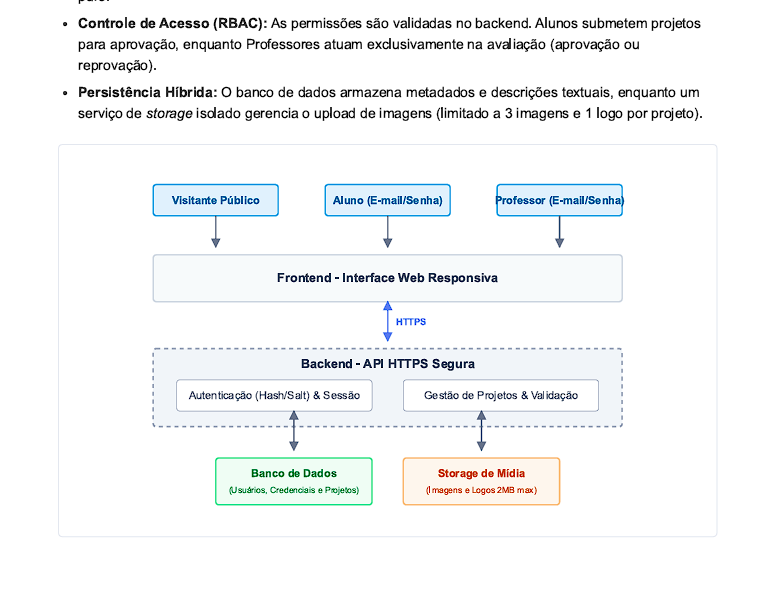 Controle de Acesso (RBAC): As permissões são validadas no backend. Alunos submetem projetos
para aprovação, enquanto Professores atuam exclusivamente na avaliação (aprovação ou
reprovação).
Persistência Híbrida: O banco de dados armazena metadados e descrições textuais, enquanto um
serviço de storage isolado gerencia o upload de imagens (limitado a 3 imagens e 1 logo por projeto).
Visitante Público
Aluno (E-mail/Senha)
Professor (E-mail/Senha)
Frontend - Interface Web Responsiva
HTTPS
Backend - API HTTPS Segura
Autenticação (Hash/Salt) & Sessão
Gestão de Projetos & Validação
Banco de Dados
(Usuários, Credenciais e Projetos)
Storage de Mídia
(Imagens e Logos 2MB max)